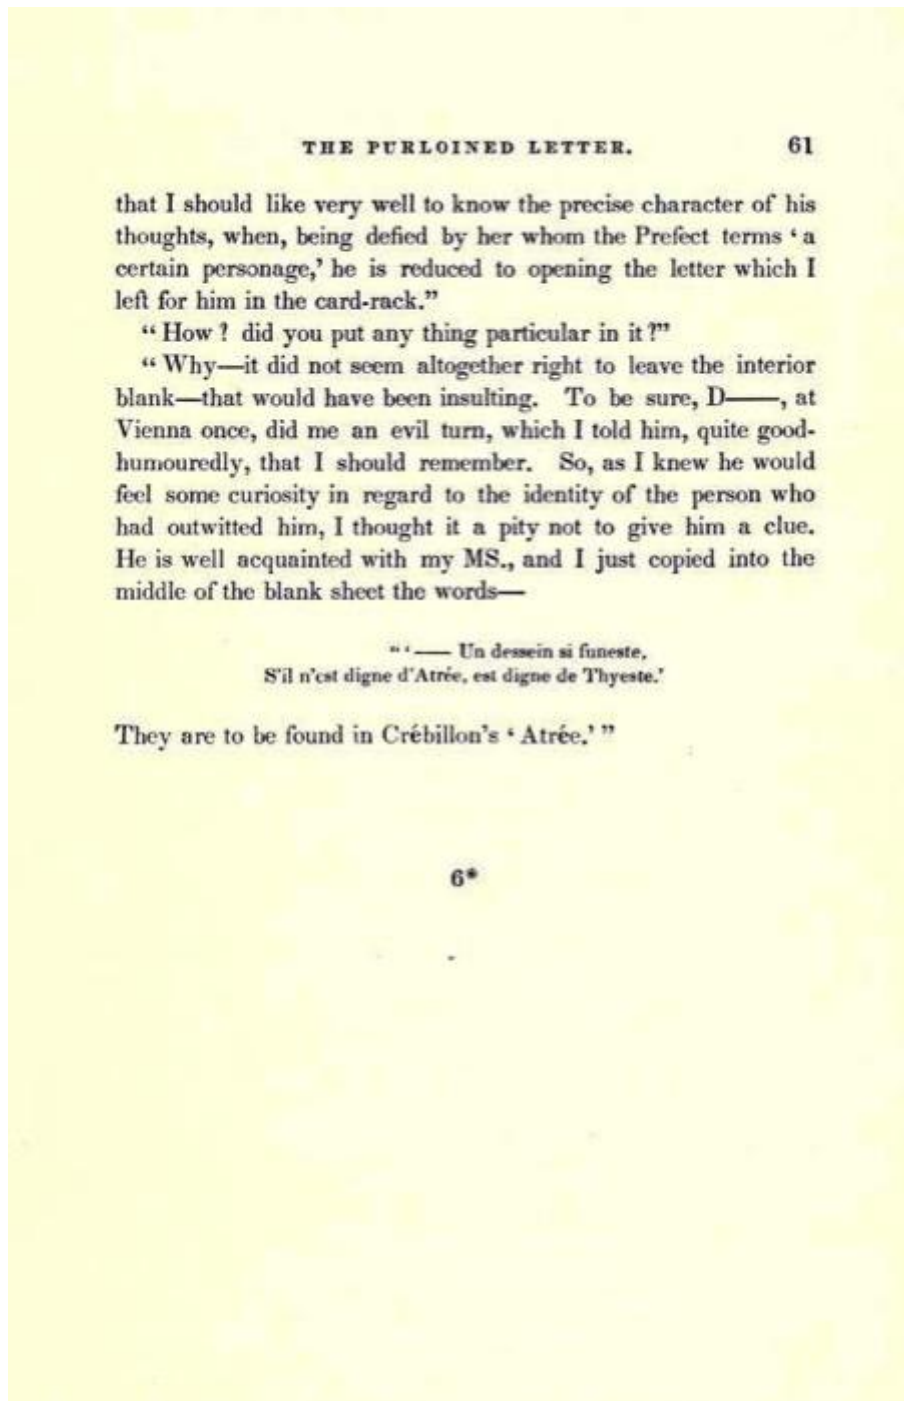 THE PURLOINED LETTER. 61
that I should like very well to know the precise character of his
thoughts, when, being defied by her whom the Prefect terms ‘ a
certain personage,’ he is reduced to opening the letter which I
left for him in the card-rack.”
“ How ? did you put any thing particular in it ?”
“ Why—it did not seem altogether right to leave the interior
blank—that would have been insulting. To be sure, D——, at
Vienna once, did me an evil turn, which I told him, quite good-
humouredly, that I should remember. So, as I knew he would
feel some curiosity in regard to the identity of the person who
had outwitted him, I thought it a pity not to give him a clue.
He is well acquainted with my MS., and I just copied into the
middle of the blank sheet the words—
“ ‘ —— Un dessein si funeste,
S'il n'est digne d'Atrée, est digne de Thyeste.’
They are to be found in Crébillon's ‘ Atrée.’ ”
6*